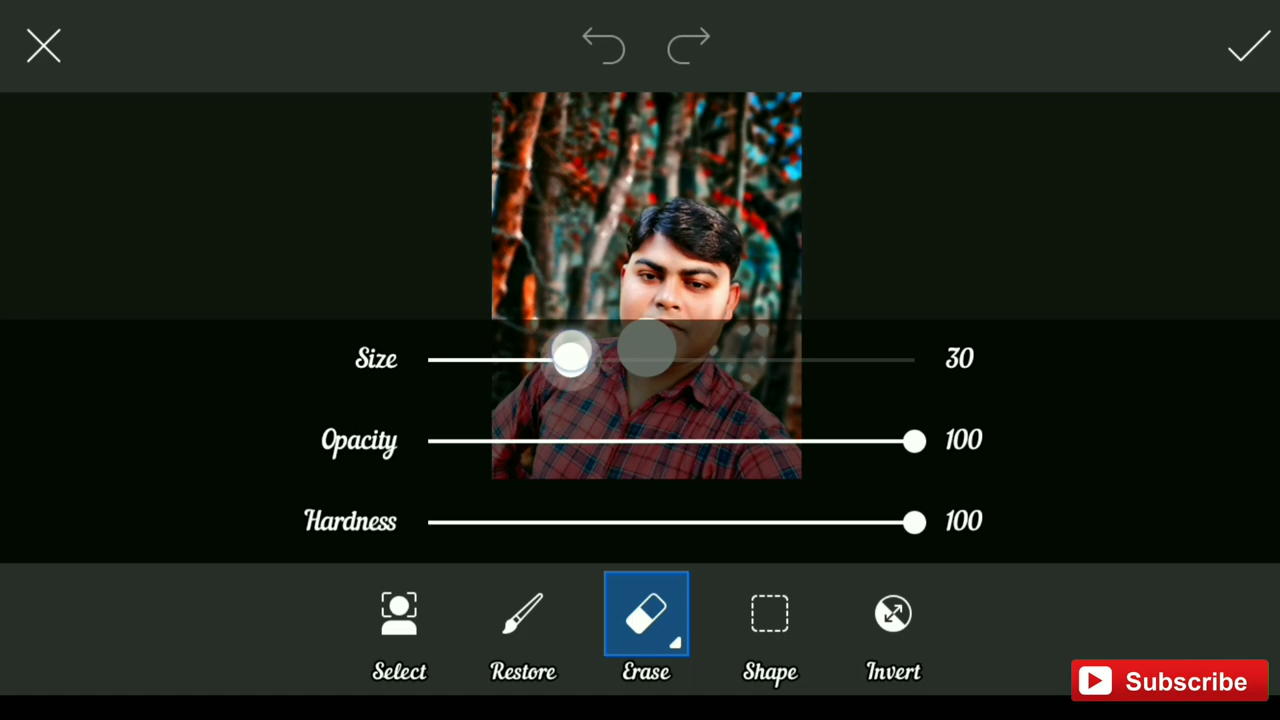 Size 30
Opacity 100
Hardness 100
Select Restore Erase Shape Invert
Subscribe